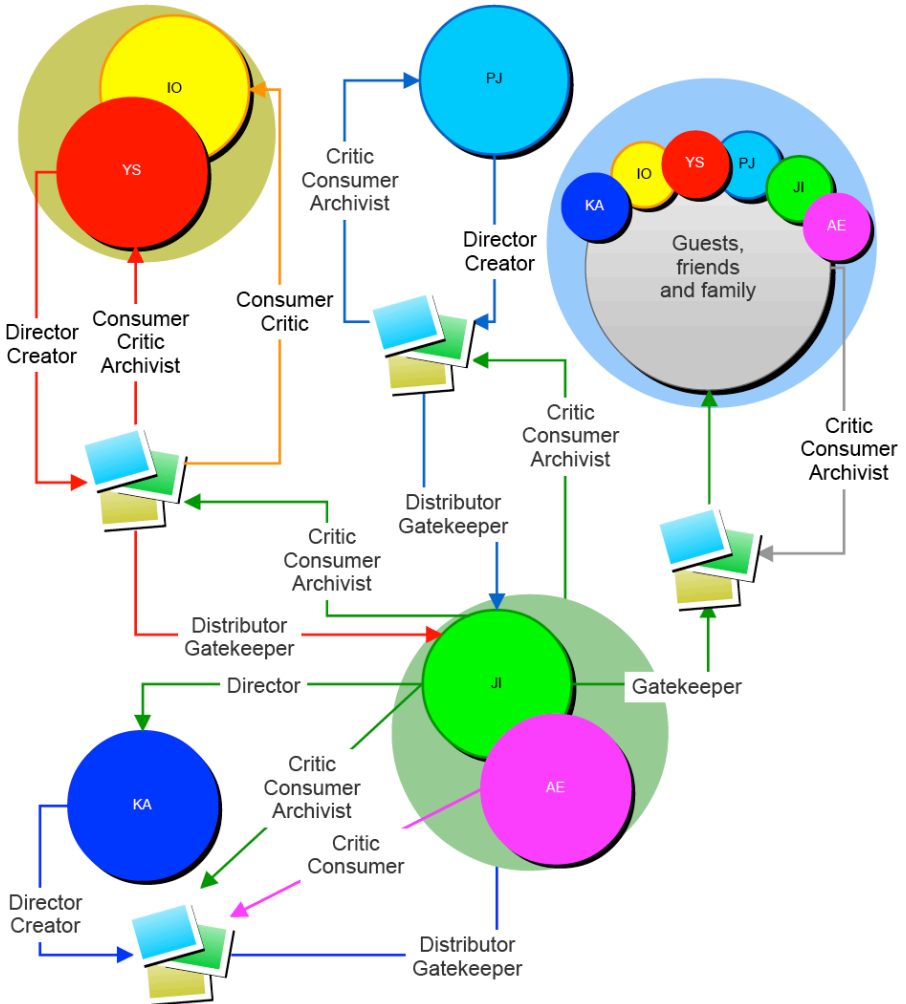 IO
YS
PJ
KA
IO
YS
PJ
JI
AE
Guests,
friends
and family
Critic
Consumer
Archivist
Director
Creator
Director
Creator
Consumer
Critic
Archivist
Consumer
Critic
Critic
Consumer
Archivist
Critic
Consumer
Archivist
Distributor
Gatekeeper
Critic
Consumer
Archivist
Distributor
Gatekeeper
Director
JI
Gatekeeper
KA
Critic
Consumer
Archivist
AE
Critic
Consumer
Director
Creator
Distributor
Gatekeeper